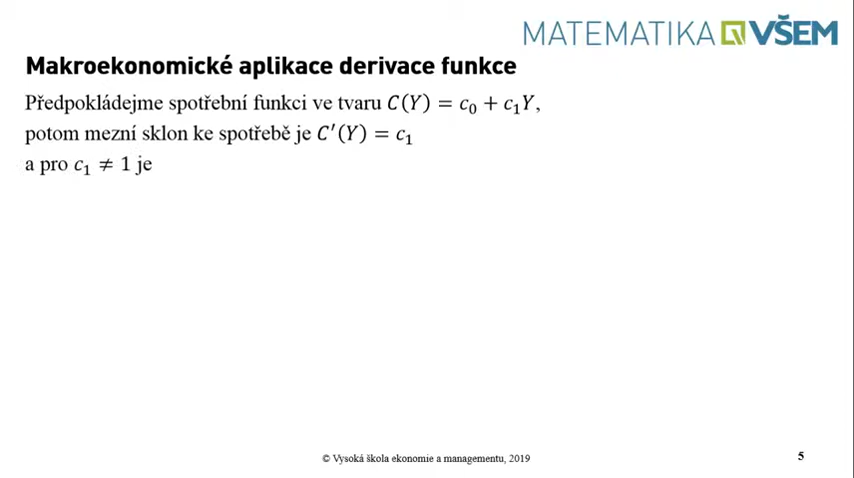 MATEMATIKA VŠEM
Makroekonomické aplikace derivace funkce
Předpokládejme spotřební funkci ve tvaru C(Y) = c₀ + c₁Y,
potom mezní sklon ke spotřebě je C′(Y) = c₁
a pro c₁ ≠ 1 je
© Vysoká škola ekonomie a managementu, 2019
5